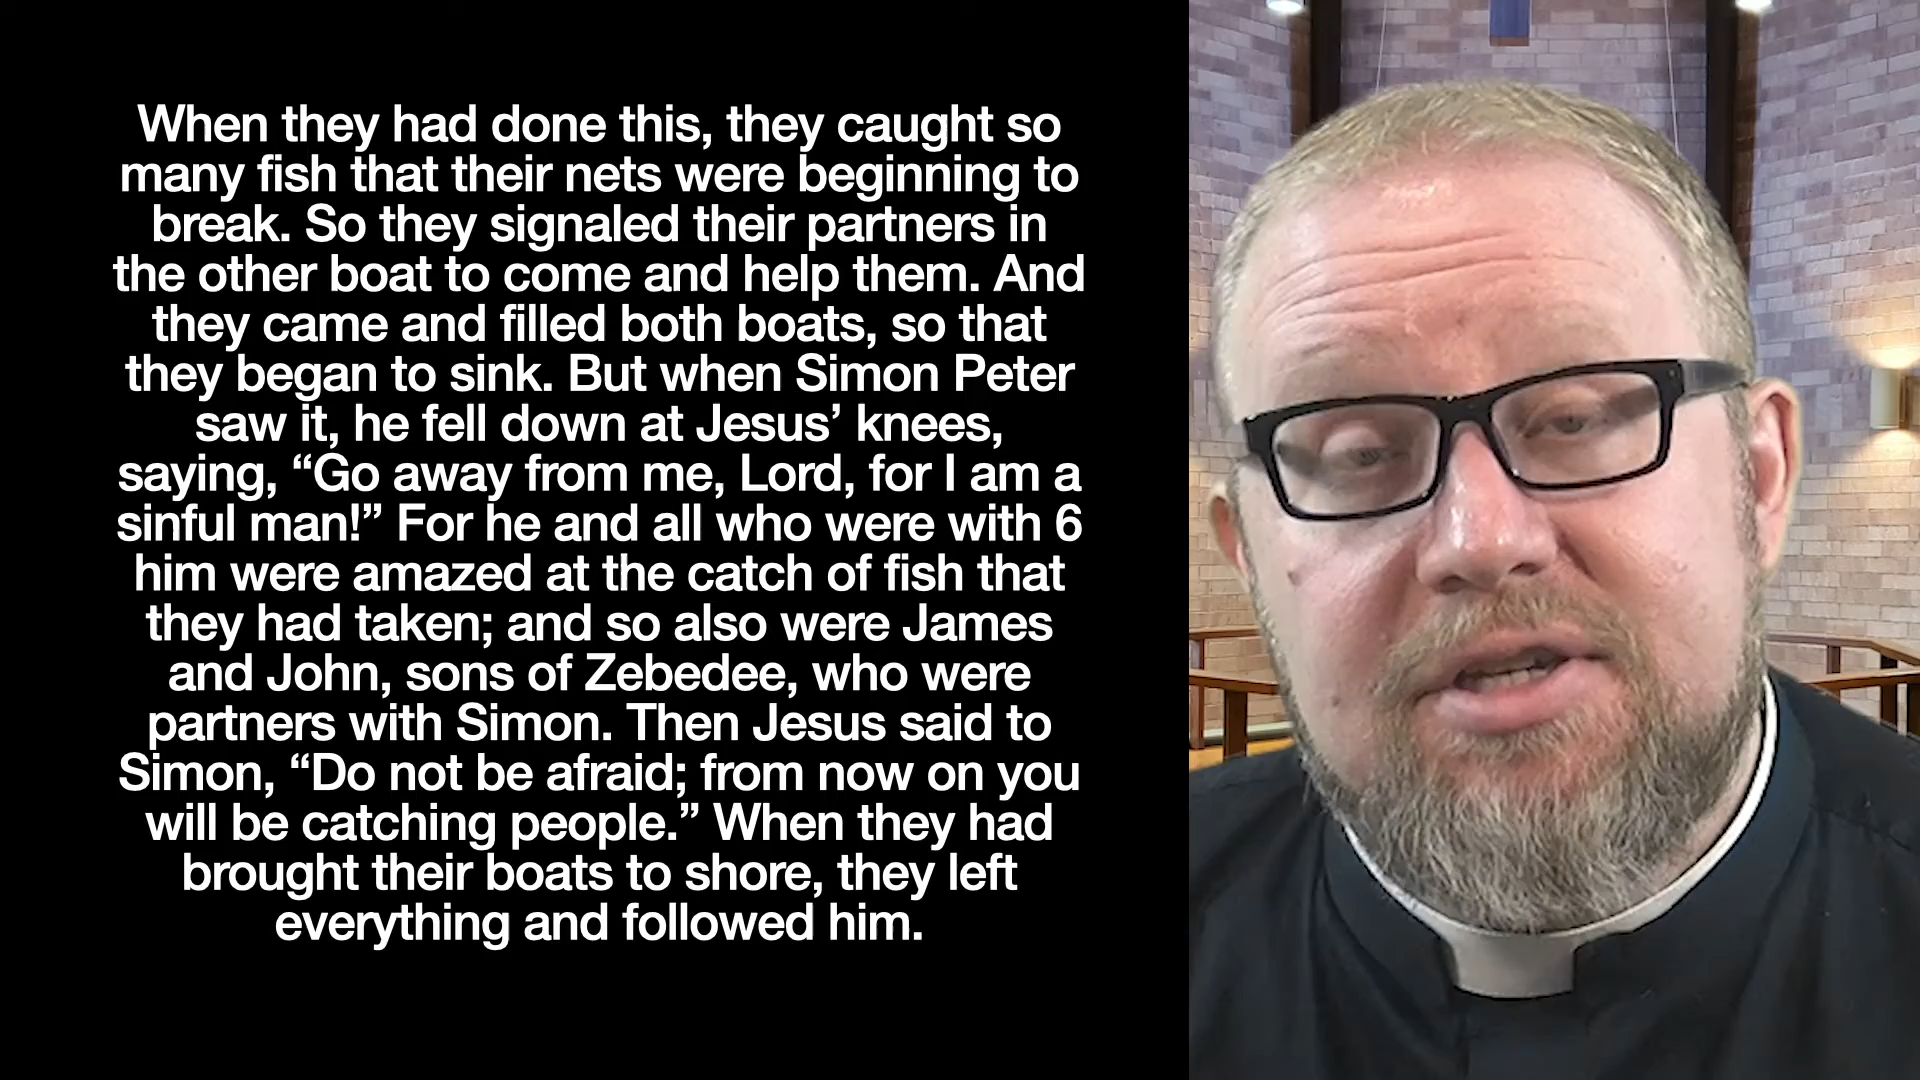 When they had done this, they caught so
many fish that their nets were beginning to
break. So they signaled their partners in
the other boat to come and help them. And
they came and filled both boats, so that
they began to sink. But when Simon Peter
saw it, he fell down at Jesus’ knees,
saying, “Go away from me, Lord, for I am a
sinful man!” For he and all who were with 6
him were amazed at the catch of fish that
they had taken; and so also were James
and John, sons of Zebedee, who were
partners with Simon. Then Jesus said to
Simon, “Do not be afraid; from now on you
will be catching people.” When they had
brought their boats to shore, they left
everything and followed him.